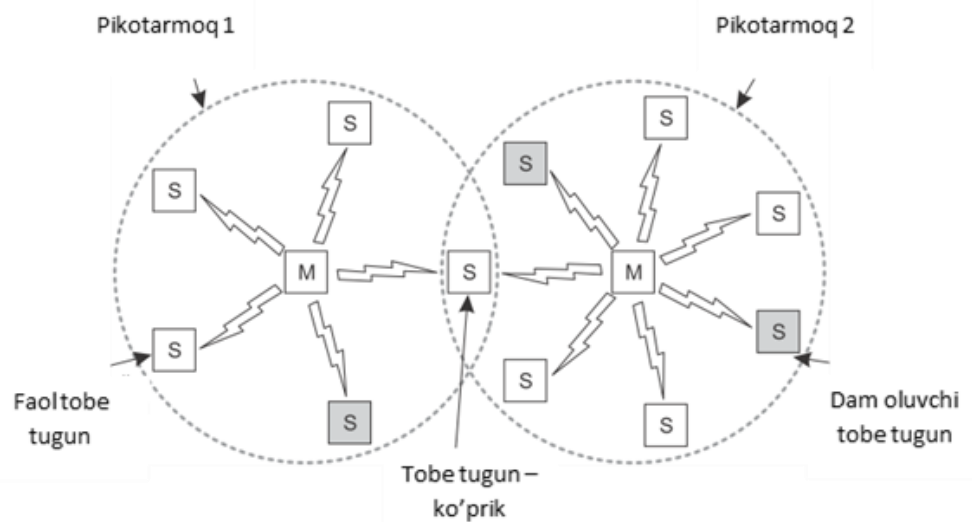 Pikotarmoq 1
Pikotarmoq 2
S
S
S
S
S
M
S
M
S
S
S
S
S
S
Faol tobe
tugun
Dam oluvchi
tobe tugun
Tobe tugun –
ko'prik